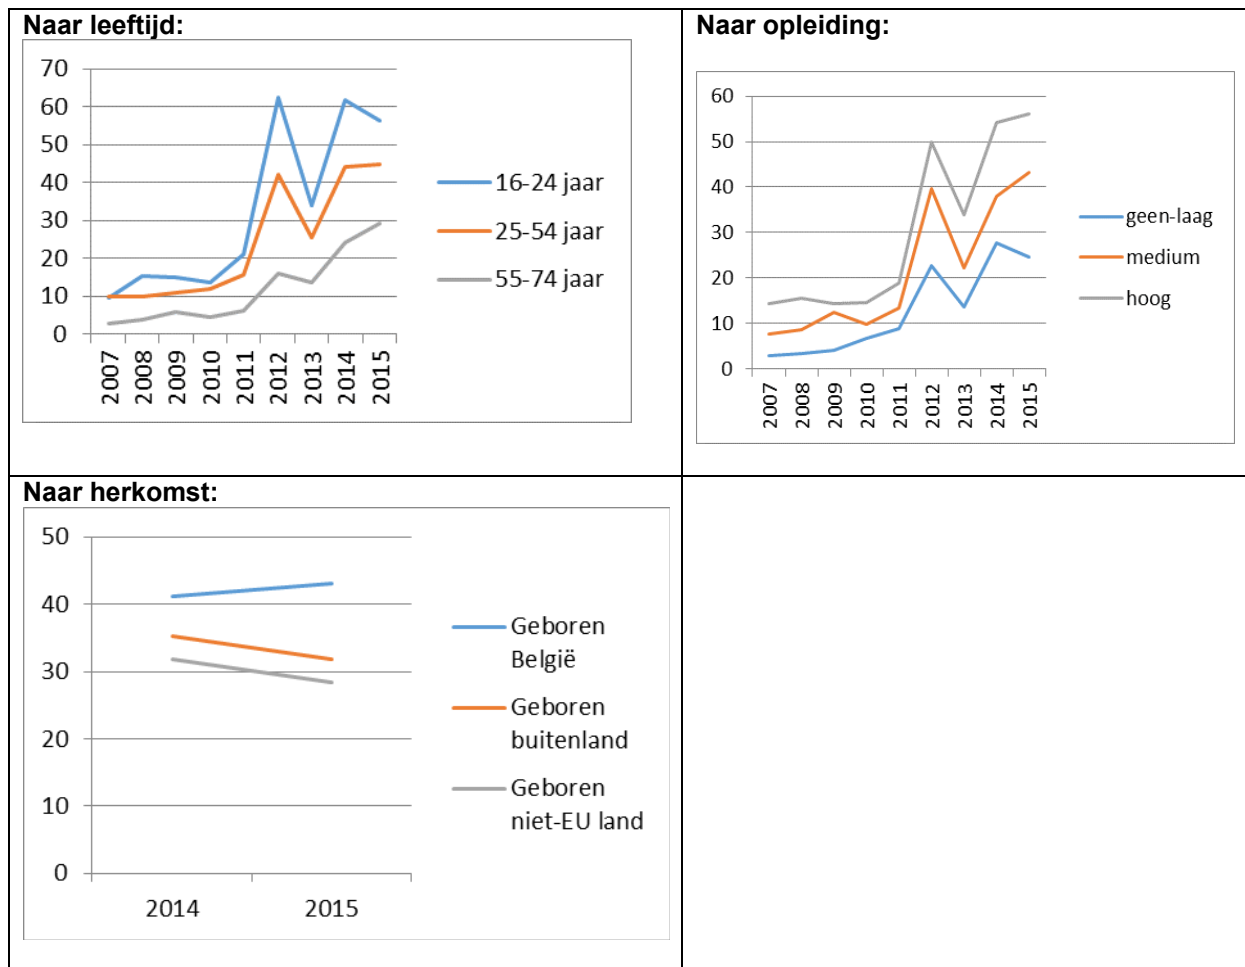 Naar leeftijd:
70
60
50
40
30
20
10
0
2007
2008
2009
2010
2011
2012
2013
2014
2015
16-24 jaar
25-54 jaar
55-74 jaar
Naar opleiding:
60
50
40
30
20
10
0
2007
2008
2009
2010
2011
2012
2013
2014
2015
geen-laag
medium
hoog
Naar herkomst:
50
40
30
20
10
0
2014
2015
Geboren
België
Geboren
buitenland
Geboren
niet-EU land